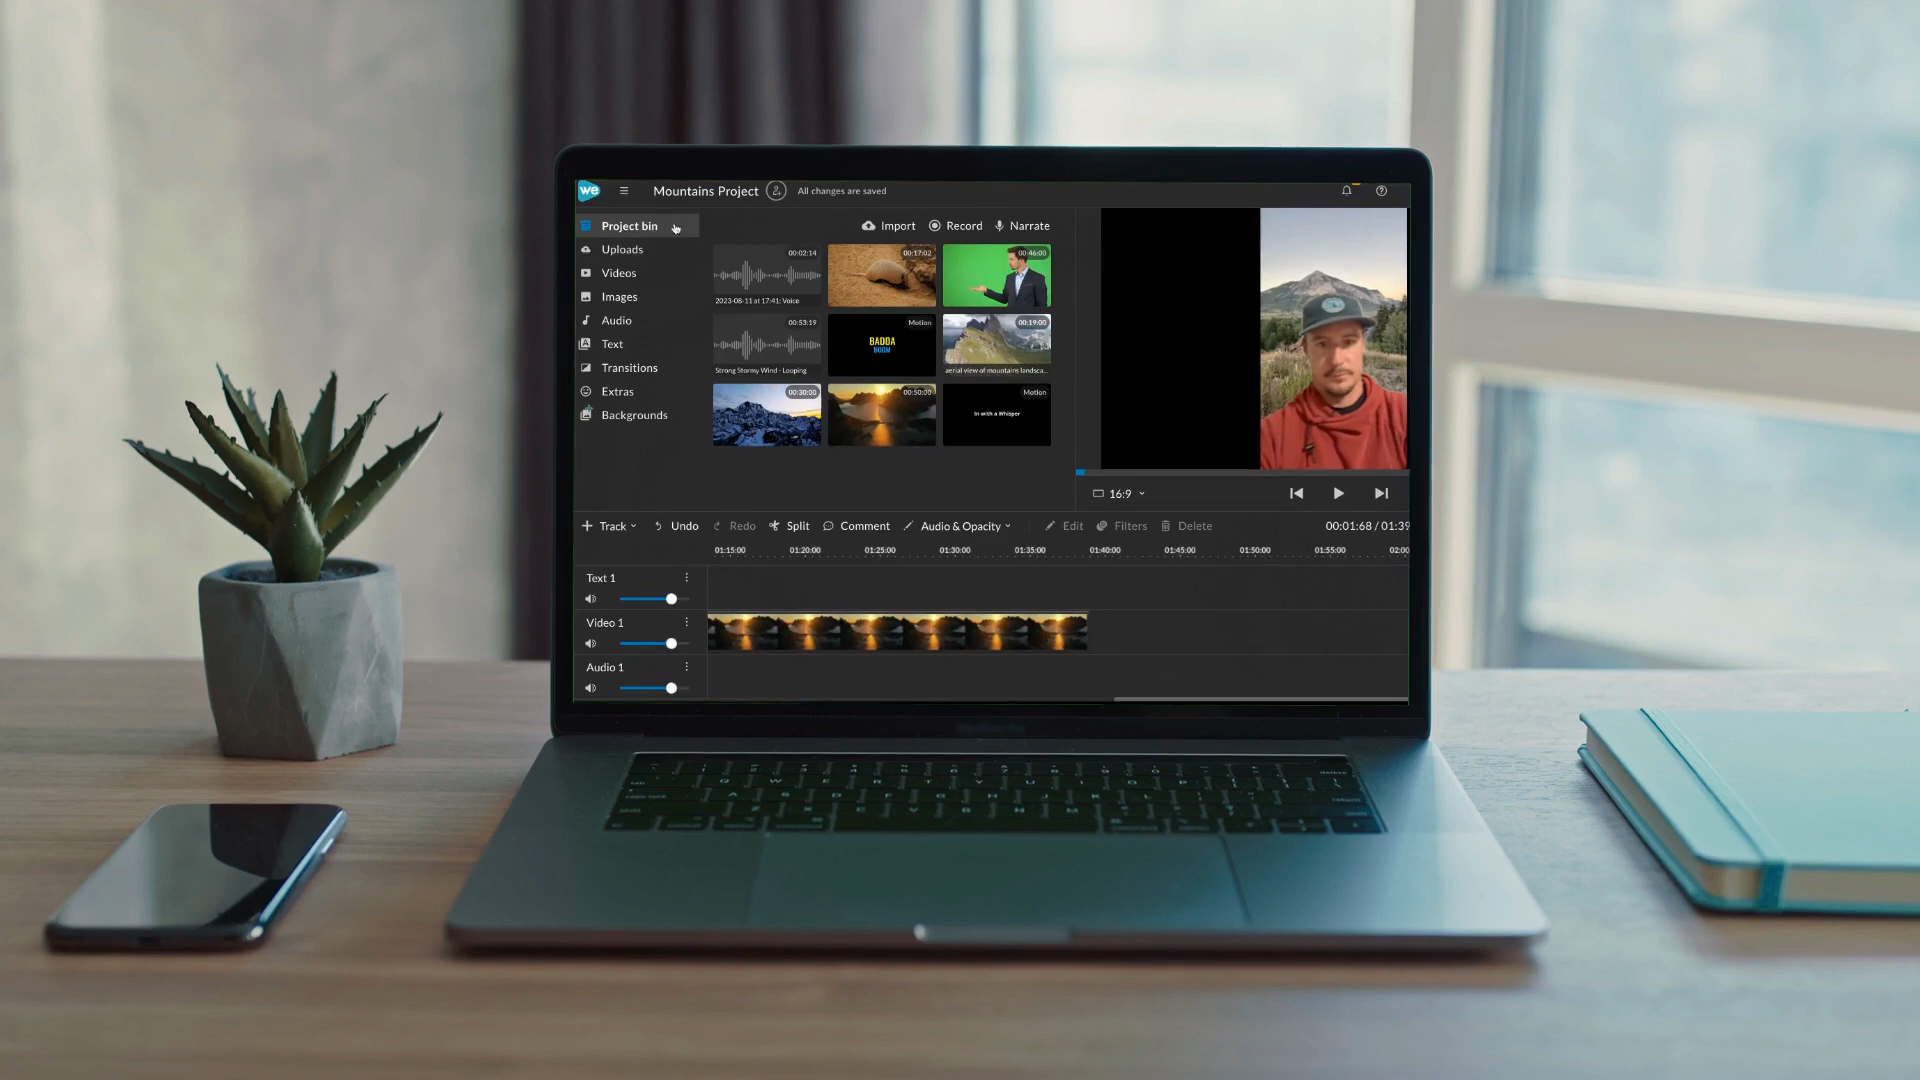 we
Mountains Project
All changes are saved
Project bin
Import
Record
Narrate
Uploads
Videos
Images
Audio
Text
Transitions
Extras
Backgrounds
00:02:14
2023-08-11 at 17:41: Voice
00:17:02
00:46:00
00:53:19
Strong Stormy Wind - Looping
Motion
BADDA
BOOM
00:19:00
aerial view of mountains landsca...
00:30:00
00:50:00
Motion
In with a Whisper
16:9
Track
Undo
Redo
Split
Comment
Audio & Opacity
Edit
Filters
Delete
00:01:68 / 01:39
01:15:00 01:20:00 01:25:00 01:30:00 01:35:00 01:40:00 01:45:00 01:50:00 01:55:00 02:00
Text 1
Video 1
Audio 1